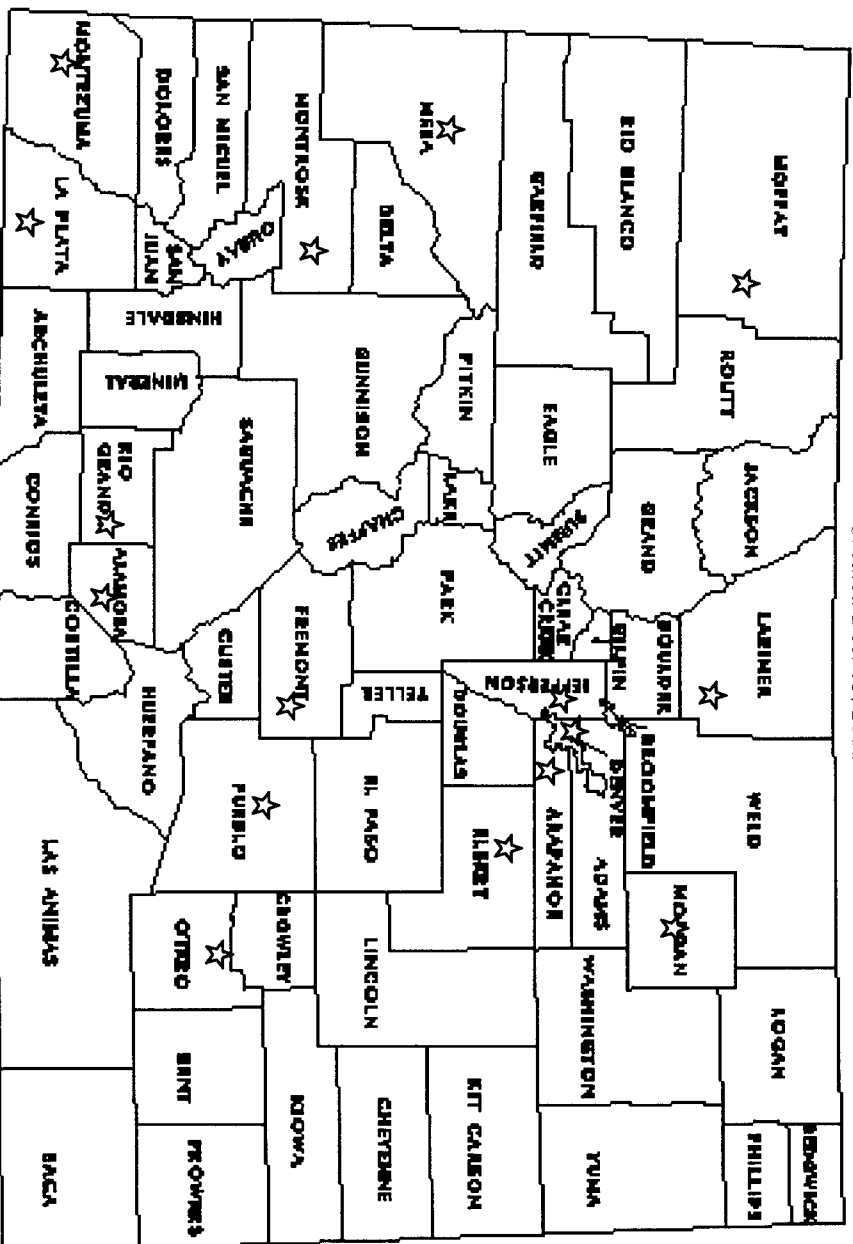 MOFFAT
ROUTT
JACKSON
LARIMER
WELD
LOGAN
SEDGWICK
PHILLIPS
RIO BLANCO
GRAND
BOULDER
MORGAN
GARFIELD
EAGLE
SUMMIT
GILPIN
CLEAR
CREEK
JEFFERSON
BROOMFIELD
DENVER
ADAMS
ARAPAHOE
WASHINGTON
YUMA
MESA
PITKIN
LAKE
PARK
DOUGLAS
ELBERT
KIT CARSON
DELTA
GUNNISON
CHAFFEE
TELLER
EL PASO
LINCOLN
CHEYENNE
MONTROSE
FREMONT
OURAY
SAN MIGUEL
SAGUACHE
CUSTER
PUEBLO
CROWLEY
KIOWA
DOLORES
SAN
JUAN
HINSDALE
MINERAL
RIO
GRANDE
ALAMOSA
HUERFANO
OTERO
BENT
PROWERS
MONTEZUMA
LA PLATA
ARCHULETA
CONEJOS
COSTILLA
LAS ANIMAS
BACA